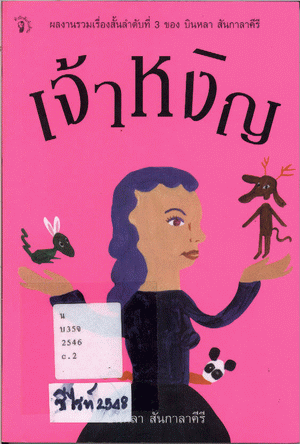 ผลงานรวมเรื่องสั้นลำดับที่ 3 ของ บินหลา สันกาลาคีรี
เจ้าหงิญ
น
บ35จ
2546
c.2
ซีไรท์ 2548
สันกาลาคีรี